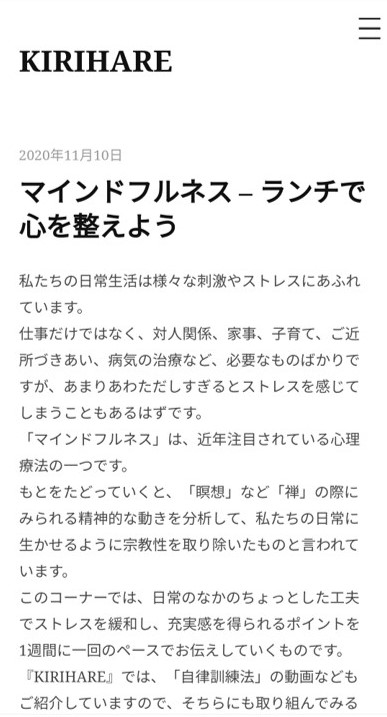 KIRIHARE
2020年11月10日
マインドフルネス – ランチで
心を整えよう
私たちの日常生活は様々な刺激やストレスにあふれ
ています。
仕事だけではなく、対人関係、家事、子育て、ご近
所づきあい、病気の治療など、必要なものばかりで
すが、あまりあわただしすぎるとストレスを感じて
しまうこともあるはずです。
「マインドフルネス」は、近年注目されている心理
療法の一つです。
もとをたどっていくと、「瞑想」など「禅」の際に
みられる精神的な動きを分析して、私たちの日常に
生かせるように宗教性を取り除いたものと言われて
います。
このコーナーでは、日常のなかのちょっとした工夫
でストレスを緩和し、充実感を得られるポイントを
1週間に一回のペースでお伝えしていくものです。
『KIRIHARE』では、「自律訓練法」の動画なども
ご紹介していますので、そちらにも取り組んでみる